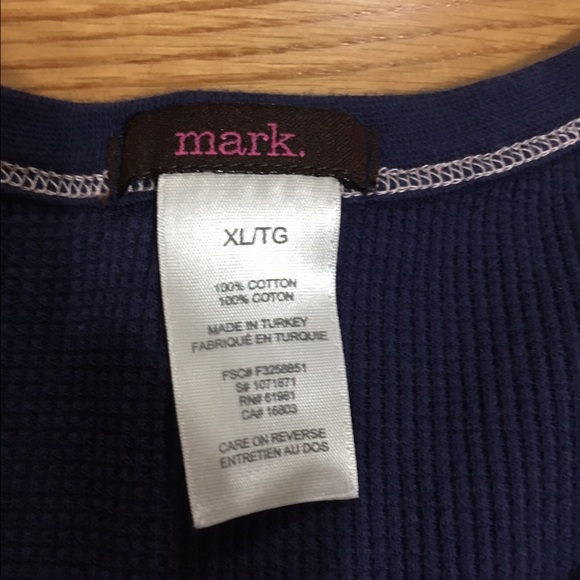 mark.
XL/TG
100% COTTON
100% COTON
MADE IN TURKEY
FABRIQUÉ EN TURQUIE
FSC# F3258851
S# 1071871
RN# 61961
CA# 16803
CARE ON REVERSE
ENTRETIEN AU DOS